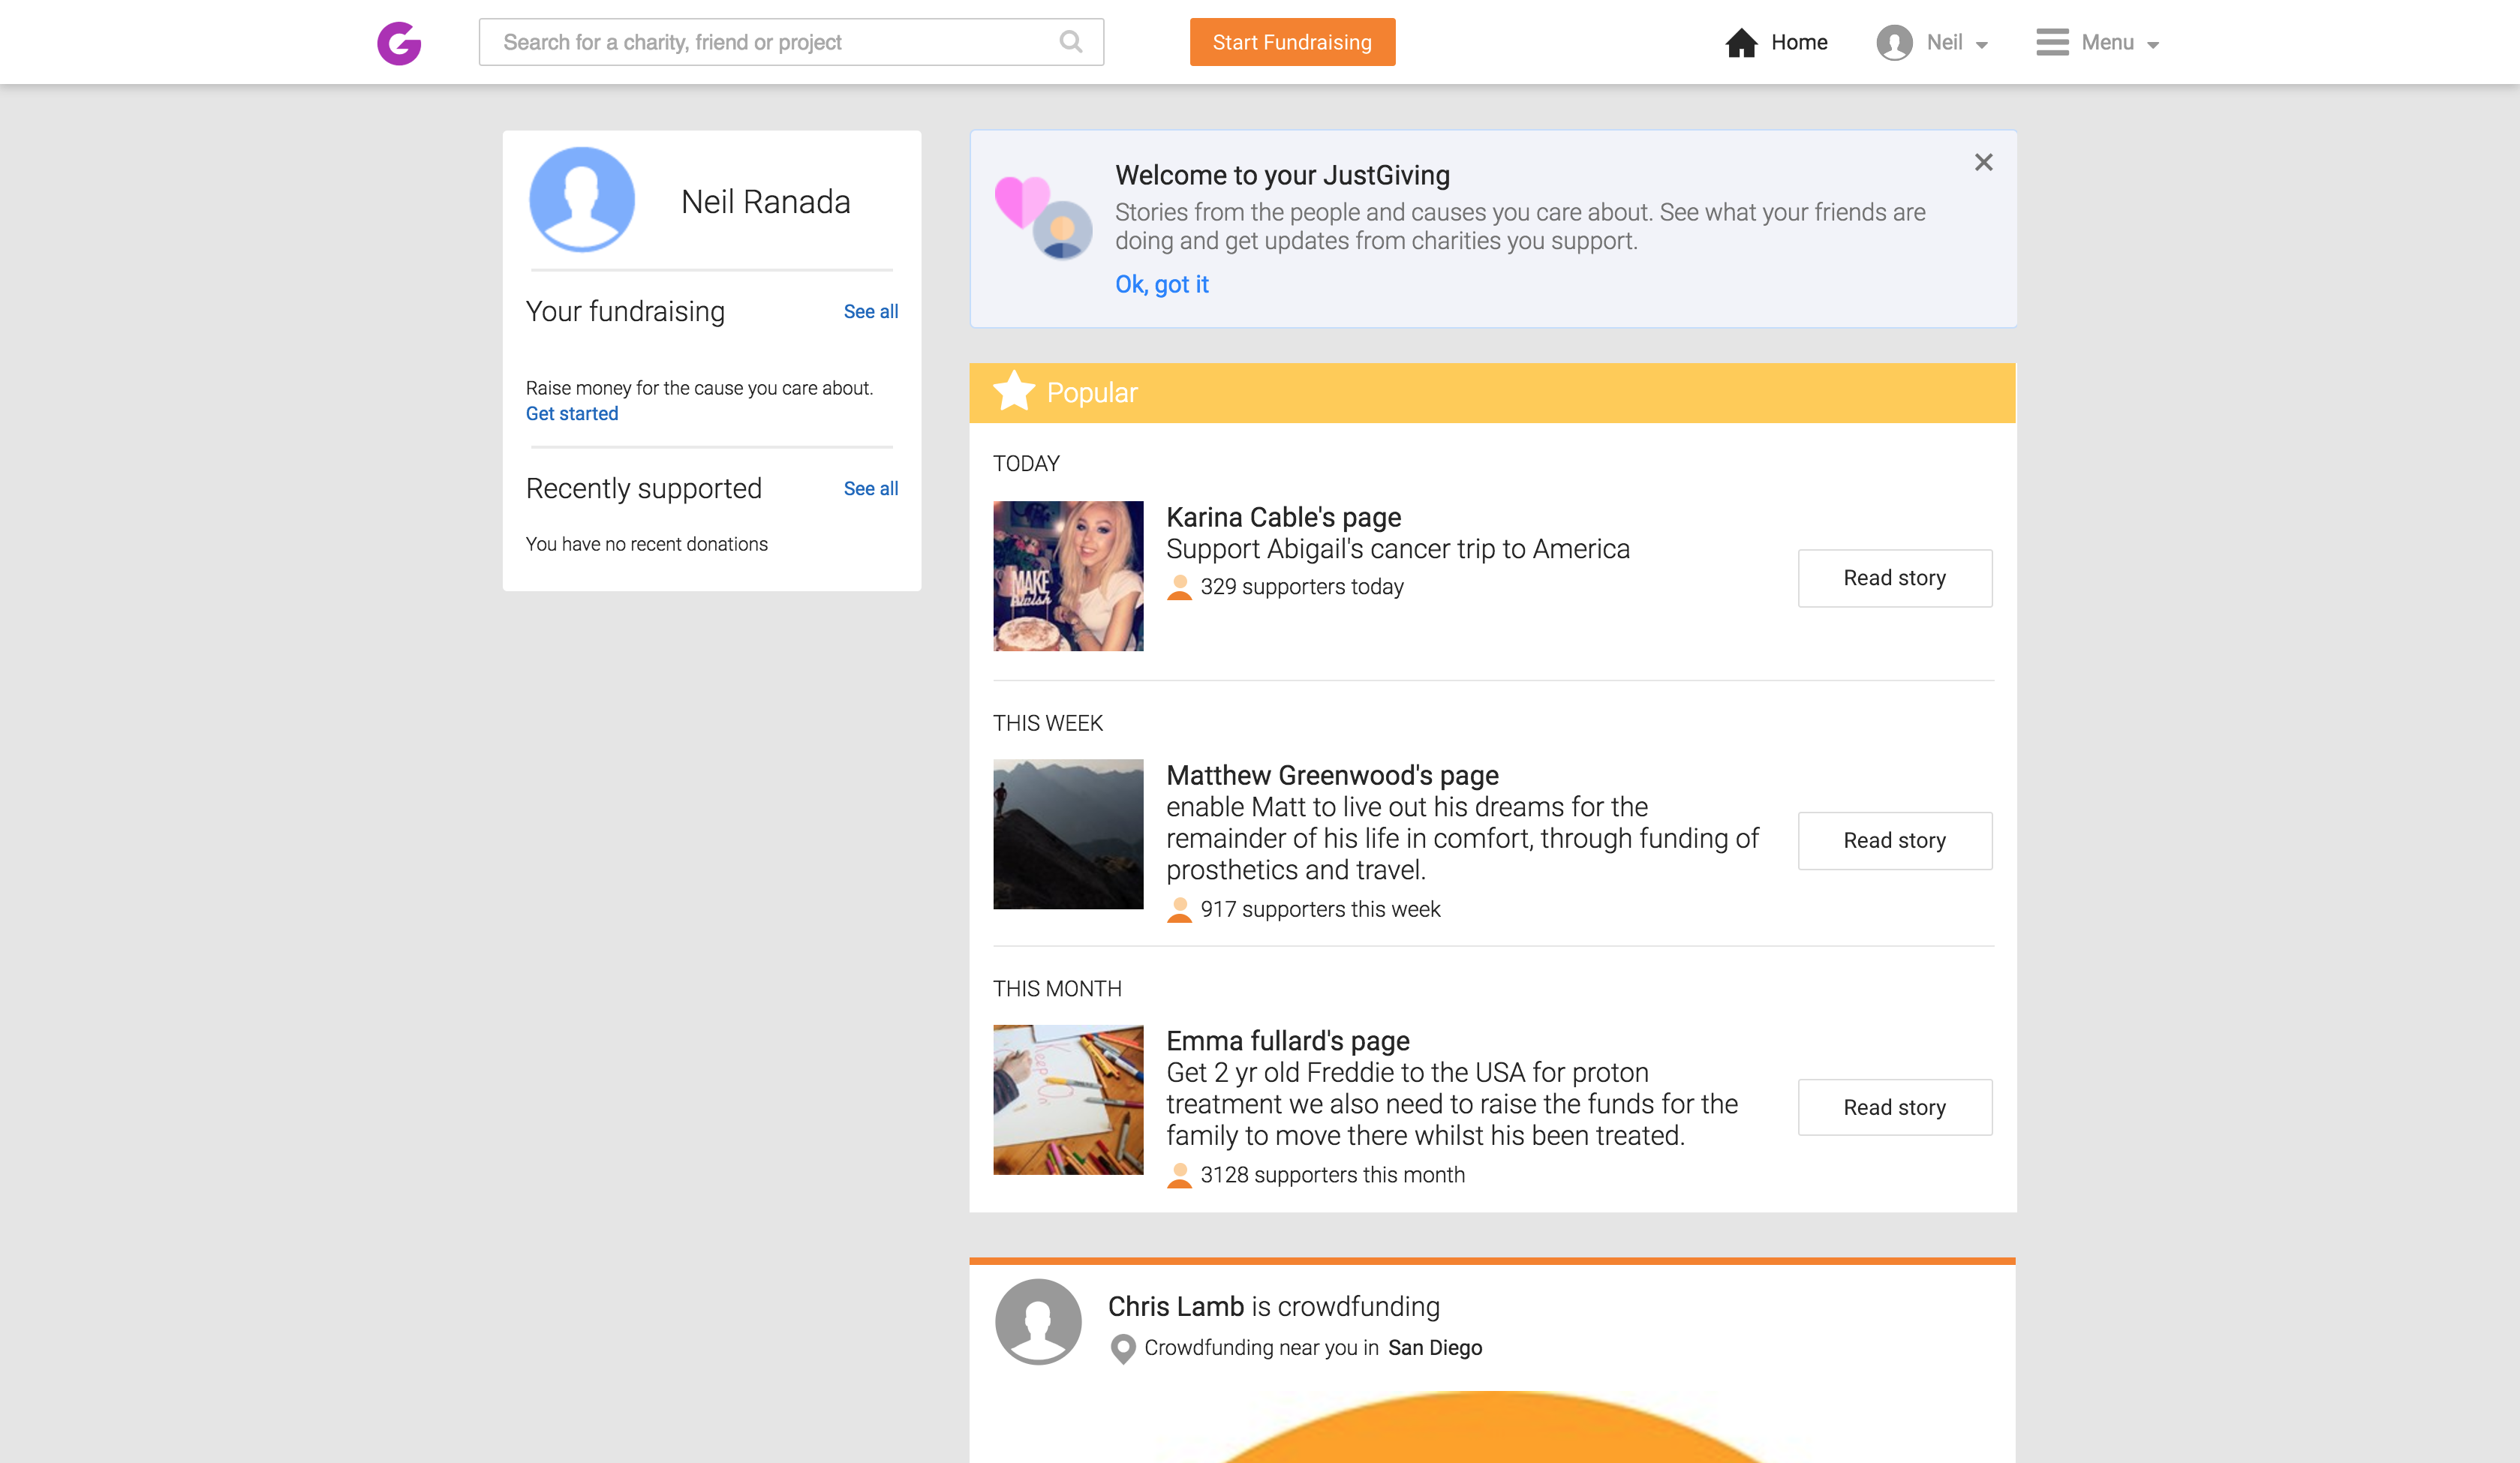 Search for a charity, friend or project
Start Fundraising
Home
Neil
Menu
Neil Ranada
Your fundraising
See all
Raise money for the cause you care about.
Get started
Recently supported
See all
You have no recent donations
Welcome to your JustGiving
Stories from the people and causes you care about. See what your friends are
doing and get updates from charities you support.
Ok, got it
Popular
TODAY
MAKE
Karina Cable's page
Support Abigail's cancer trip to America
329 supporters today
Read story
THIS WEEK
Matthew Greenwood's page
enable Matt to live out his dreams for the
remainder of his life in comfort, through funding of
prosthetics and travel.
917 supporters this week
Read story
THIS MONTH
Keep
On
Emma fullard's page
Get 2 yr old Freddie to the USA for proton
treatment we also need to raise the funds for the
family to move there whilst his been treated.
3128 supporters this month
Read story
Chris Lamb is crowdfunding
Crowdfunding near you in San Diego